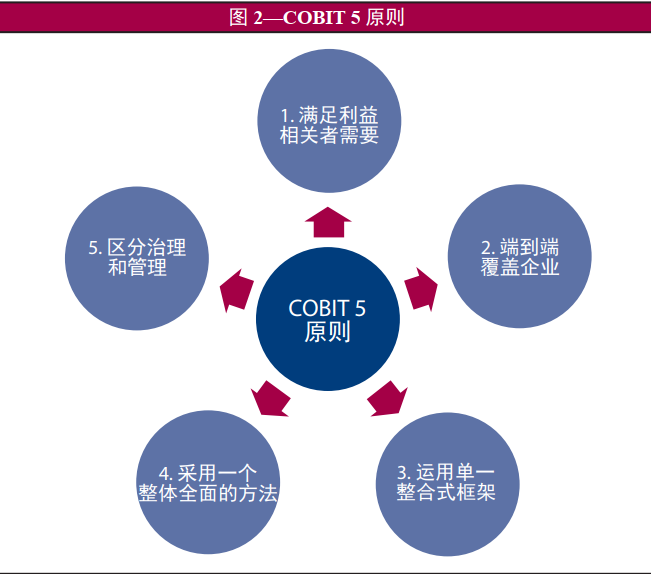 图 2—COBIT 5 原则
1. 满足利益
相关者需要
5. 区分治理
和管理
2. 端到端
覆盖企业
COBIT 5
原则
4. 采用一个
整体全面的方法
3. 运用单一
整合式框架